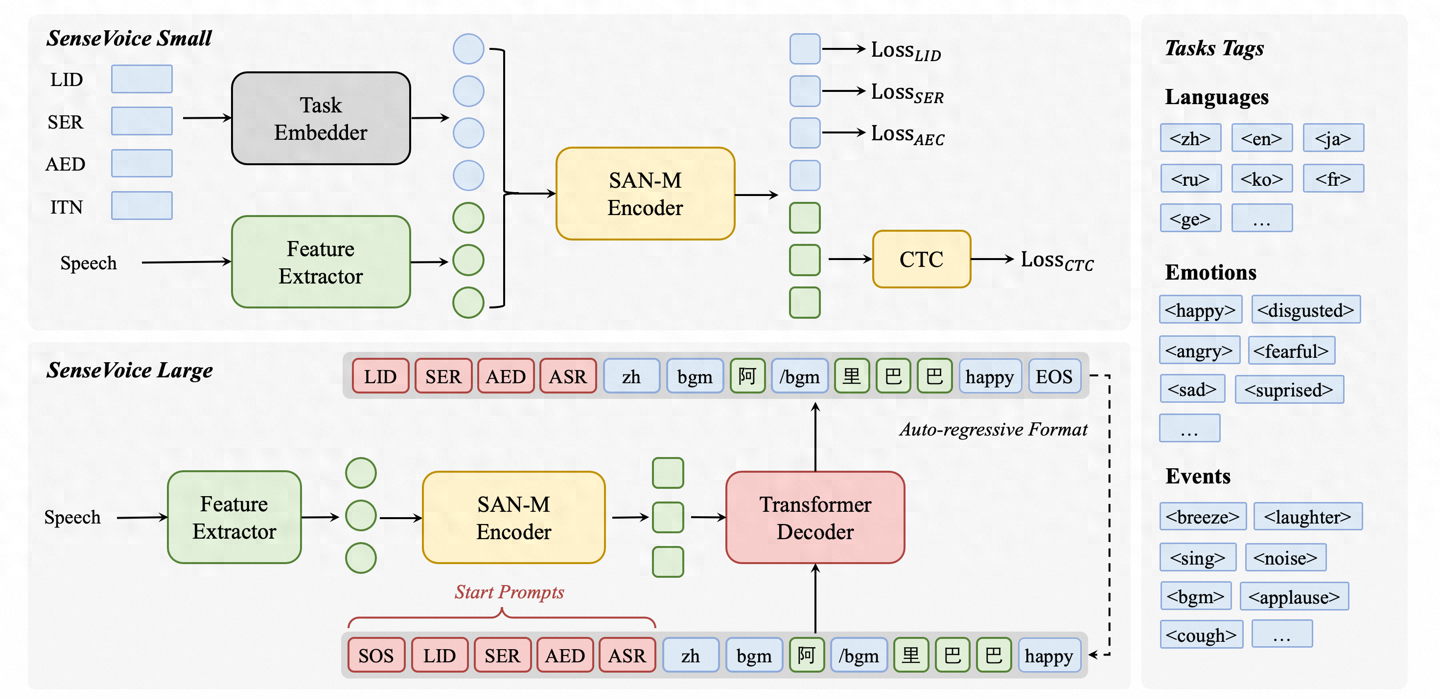 SenseVoice Small
LID
SER
AED
ITN
Speech
Task
Embedder
Feature
Extractor
SAN-M
Encoder
Loss_LID
Loss_SER
Loss_AEC
CTC
Loss_CTC
SenseVoice Large
LID SER AED ASR zh bgm 阿 /bgm 里 巴 巴 happy EOS
Auto-regressive Format
Speech
Feature
Extractor
SAN-M
Encoder
Transformer
Decoder
Start Prompts
SOS LID SER AED ASR zh bgm 阿 /bgm 里 巴 巴 happy
Tasks Tags
Languages
<zh> <en> <ja>
<ru> <ko> <fr>
<ge> ...
Emotions
<happy> <disgusted>
<angry> <fearful>
<sad> <suprised>
...
Events
<breeze> <laughter>
<sing> <noise>
<bgm> <applause>
<cough> ...